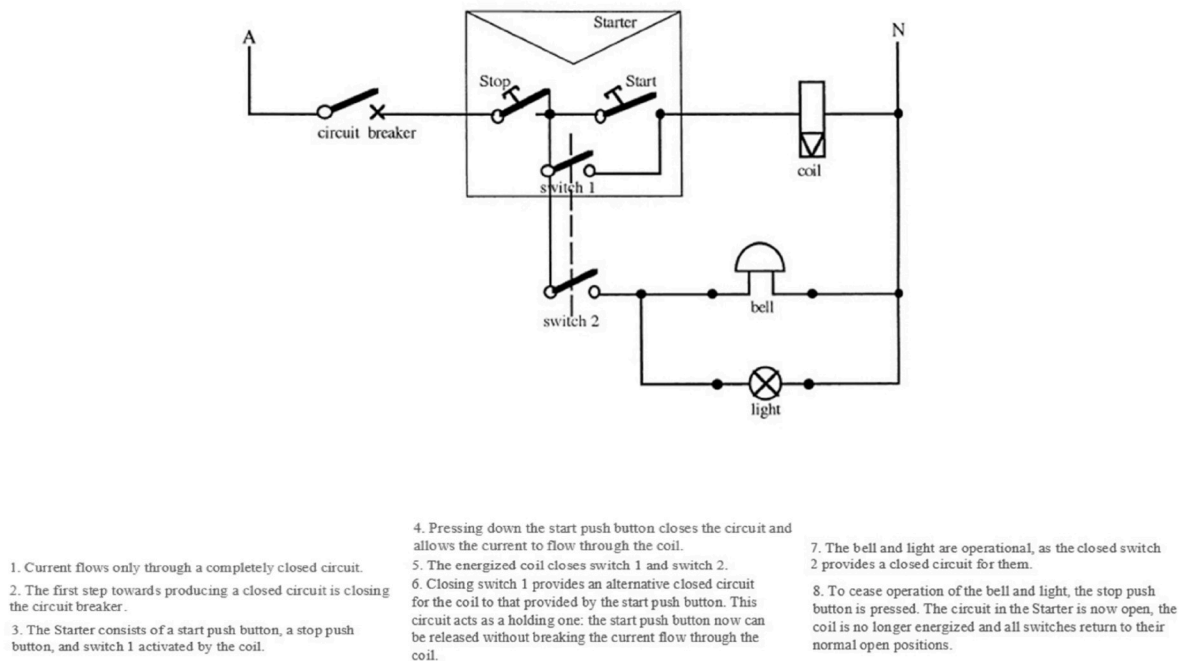 Starter
A
N
Stop
Start
circuit breaker
switch 1
coil
switch 2
bell
light
1. Current flows only through a completely closed circuit.
2. The first step towards producing a closed circuit is closing
the circuit breaker.
3. The Starter consists of a start push button, a stop push
button, and switch 1 activated by the coil.
4. Pressing down the start push button closes the circuit and
allows the current to flow through the coil.
5. The energized coil closes switch 1 and switch 2.
6. Closing switch 1 provides an alternative closed circuit
for the coil to that provided by the start push button. This
circuit acts as a holding one: the start push button now can
be released without breaking the current flow through the
coil.
7. The bell and light are operational, as the closed switch
2 provides a closed circuit for them.
8. To cease operation of the bell and light, the stop push
button is pressed. The circuit in the Starter is now open, the
coil is no longer energized and all switches return to their
normal open positions.